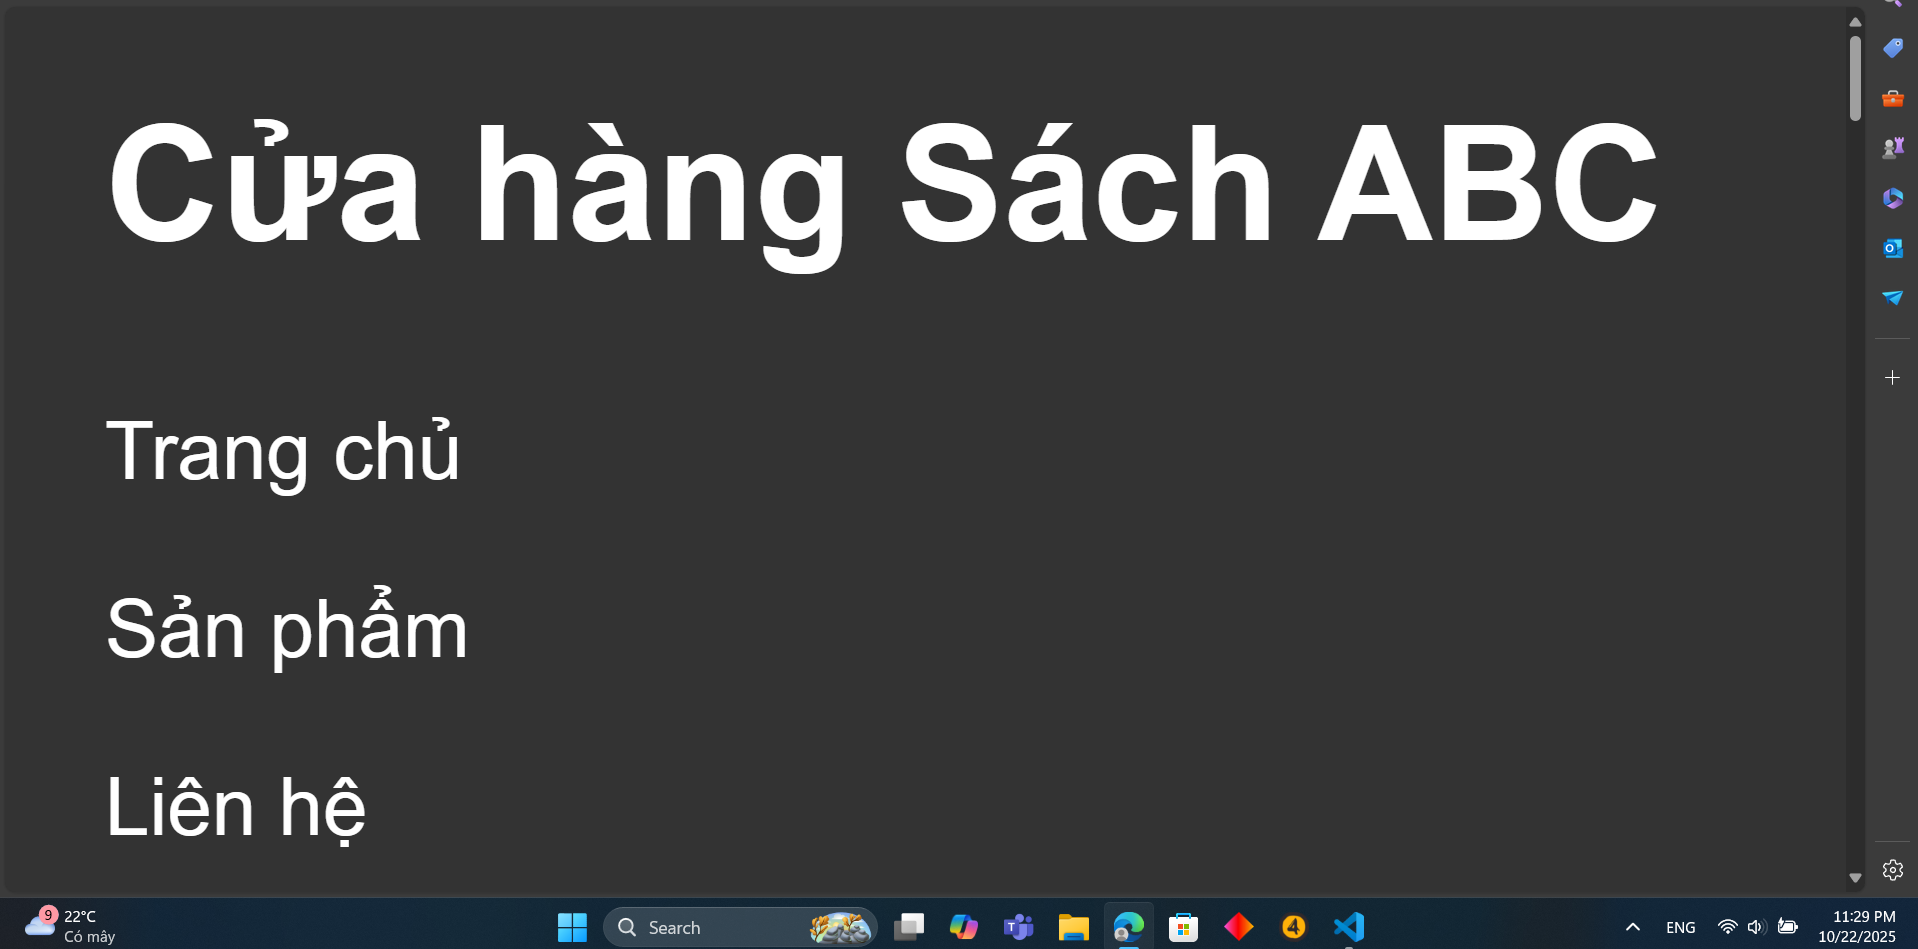 Cửa hàng Sách ABC
Trang chủ
Sản phẩm
Liên hệ
9
22°C
Có mây
Search
4
ENG
11:29 PM
10/22/2025